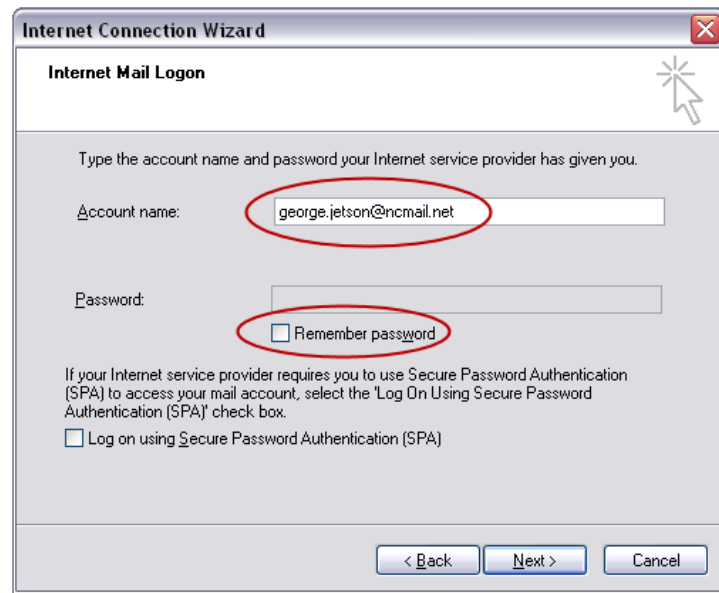 Internet Connection Wizard
Internet Mail Logon
Type the account name and password your Internet service provider has given you.
Account name:
george.jetson@ncmail.net
Password:
Remember password
If your Internet service provider requires you to use Secure Password Authentication
(SPA) to access your mail account, select the 'Log On Using Secure Password
Authentication (SPA)' check box.
Log on using Secure Password Authentication (SPA)
< Back
Next >
Cancel